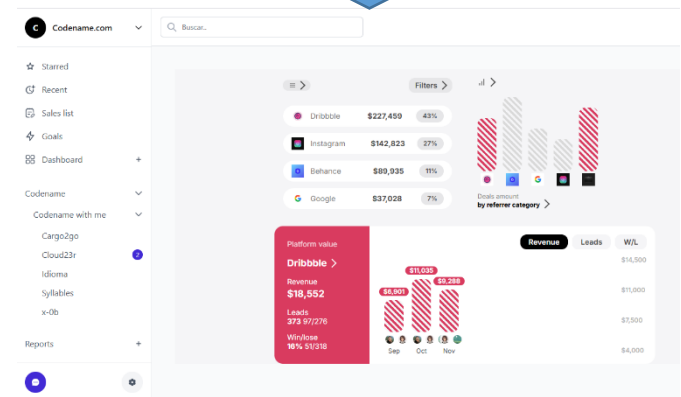 C Codename.com
Buscar..
Starred
Recent
Sales list
Goals
Dashboard +
Codename
Codename with me
Cargo2go
Cloud23r 2
Idioma
Syllables
x-0b
Reports +
Filters
Dribbble $227,459 43%
Instagram $142,823 27%
Behance $89,935 11%
Google $37,028 7%
Deals amount
by referrer category
Platform value
Dribbble
Revenue
$18,552
Leads
373 97/276
Win/lose
16% 51/318
Revenue Leads W/L
$14,500
$11,000
$7,500
$4,000
$11,035
$9,288
$6,901
Sep Oct Nov